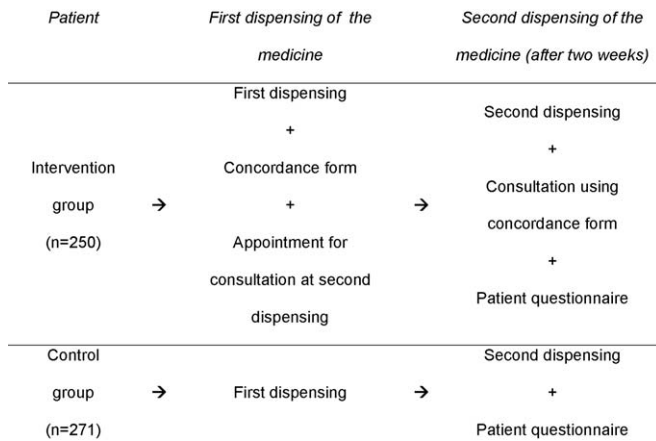 Patient First dispensing of the Second dispensing of the
medicine medicine (after two weeks)
First dispensing
+
Concordance form
+
Appointment for
consultation at second
dispensing
Intervention
group
(n=250)
→
→
Second dispensing
+
Consultation using
concordance form
+
Patient questionnaire
Control
group
(n=271)
→
First dispensing
→
Second dispensing
+
Patient questionnaire